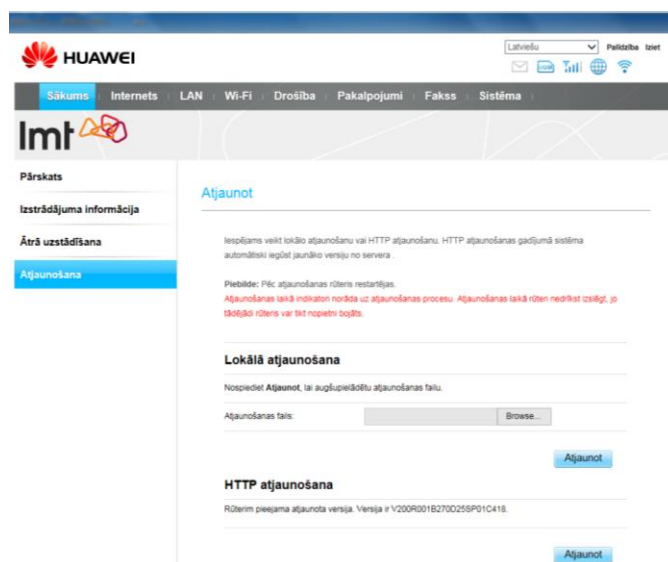 HUAWEI
Latviešu
Palīdzība Iziet
Sākums Internets LAN Wi-Fi Drošība Pakalpojumi Fakss Sistēma
lmt
Pārskats
Izstrādājuma informācija
Ātrā uzstādīšana
Atjaunošana
Atjaunot
Iespējams veikt lokālo atjaunošanu vai HTTP atjaunošanu. HTTP atjaunošanas gadījumā sistēma
automātiski iegūst jaunāko versiju no servera .
Piebilde: Pēc atjaunošanas rūteris restartējas.
Atjaunošanas laikā indikatori norāda uz atjaunošanas procesu. Atjaunošanas laikā rūteri nedrīkst izslēgt, jo
tādējādi rūteris var tikt nopietni bojāts.
Lokālā atjaunošana
Nospiediet Atjaunot, lai augšupielādētu atjaunošanas failu.
Atjaunošanas fails: Browse...
Atjaunot
HTTP atjaunošana
Rūterim pieejama atjaunota versija. Versija ir V200R001B270D25SP01C418.
Atjaunot